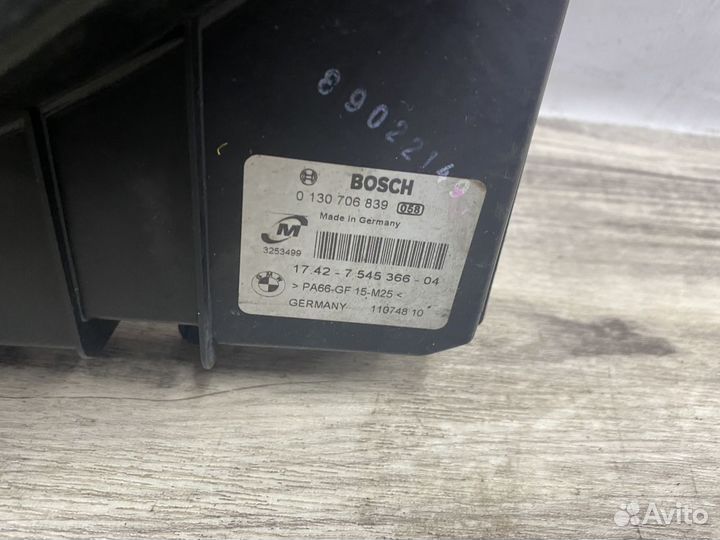 BOSCH
0 130 706 839 058
Made in Germany
M
3253499
17.42 - 7 545 366 - 04
BMW
> PA66-GF 15-M25 <
GERMANY 110748 10
Avito